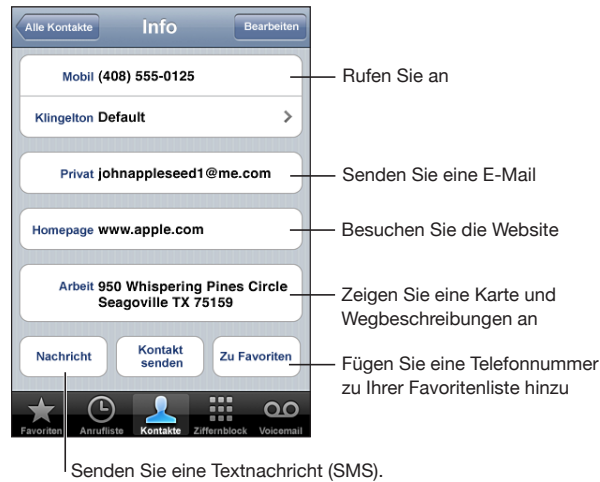 Alle Kontakte Info Bearbeiten
Mobil (408) 555-0125 Rufen Sie an
Klingelton Default
Privat johnappleseed1@me.com Senden Sie eine E-Mail
Homepage www.apple.com Besuchen Sie die Website
Arbeit 950 Whispering Pines Circle
Seagoville TX 75159
Zeigen Sie eine Karte und
Wegbeschreibungen an
Nachricht
Kontakt
senden
Zu Favoriten
Fügen Sie eine Telefonnummer
zu Ihrer Favoritenliste hinzu
Favoriten Anrufliste Kontakte Ziffernblock Voicemail
Senden Sie eine Textnachricht (SMS).